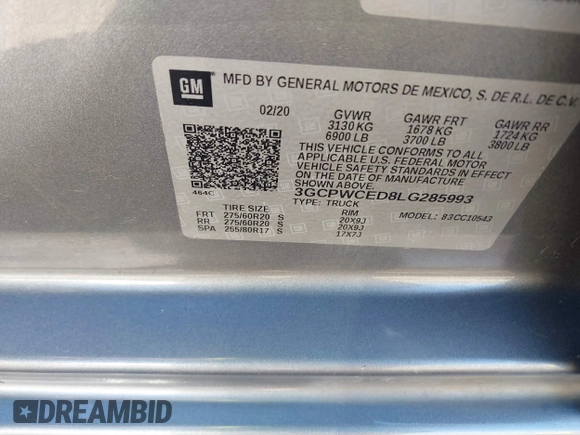 GM
MFD BY GENERAL MOTORS DE MEXICO, S. DE R.L. DE C.V.
02/20 GVWR GAWR FRT GAWR RR
3130 KG 1678 KG 1724 KG
6900 LB 3700 LB 3800 LB
THIS VEHICLE CONFORMS TO ALL
APPLICABLE U.S. FEDERAL MOTOR
VEHICLE SAFETY STANDARDS IN EFFECT
ON THE DATE OF MANUFACTURE SHOWN ABOVE
464C
3GCPWCED8LG285993
TYPE: TRUCK MODEL: 83CC10543
TIRE SIZE RIM
FRT 275/60R20 S 20X9J
RR 275/60R20 S 20X9J
SPA 255/80R17 S 17X7J
DREAMBID